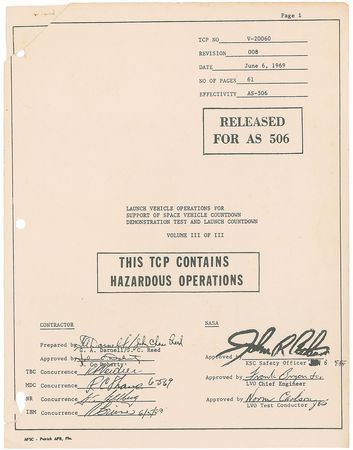 Page 1
TCP NO V-20060
REVISION 008
DATE June 6, 1969
NO OF PAGES 61
EFFECTIVITY AS-506
RELEASED
FOR AS 506
LAUNCH VEHICLE OPERATIONS FOR
SUPPORT OF SPACE VEHICLE COUNTDOWN
DEMONSTRATION TEST AND LAUNCH COUNTDOWN
VOLUME III OF III
THIS TCP CONTAINS
HAZARDOUS OPERATIONS
CONTRACTOR
Prepared by
G. A. Darnell/ C. Reed
Approved by
TBC Concurrence
MDC Concurrence
NR Concurrence
IBM Concurrence
NASA
Approved
KSC Safety Officer
Approved by
LVO Chief Engineer
Approved by Norm Carlson
LVO Test Conductor
AFSC - Patrick AFB, Fla.